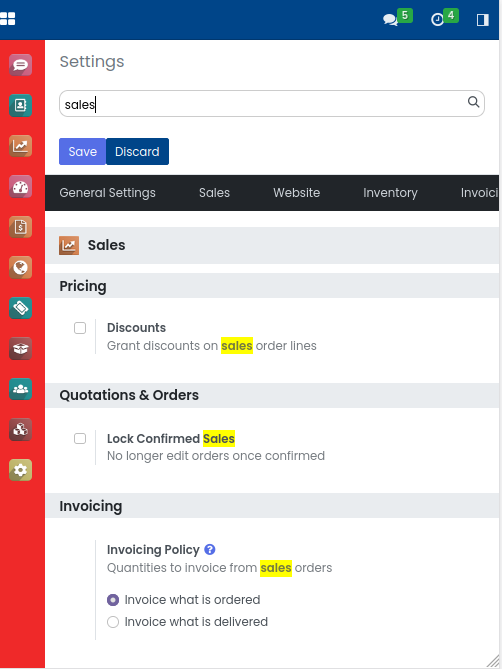 5 4
Settings
sales
Save Discard
General Settings Sales Website Inventory Invoici
Sales
Pricing
Discounts
Grant discounts on sales order lines
Quotations & Orders
Lock Confirmed Sales
No longer edit orders once confirmed
Invoicing
Invoicing Policy ?
Quantities to invoice from sales orders
Invoice what is ordered
Invoice what is delivered